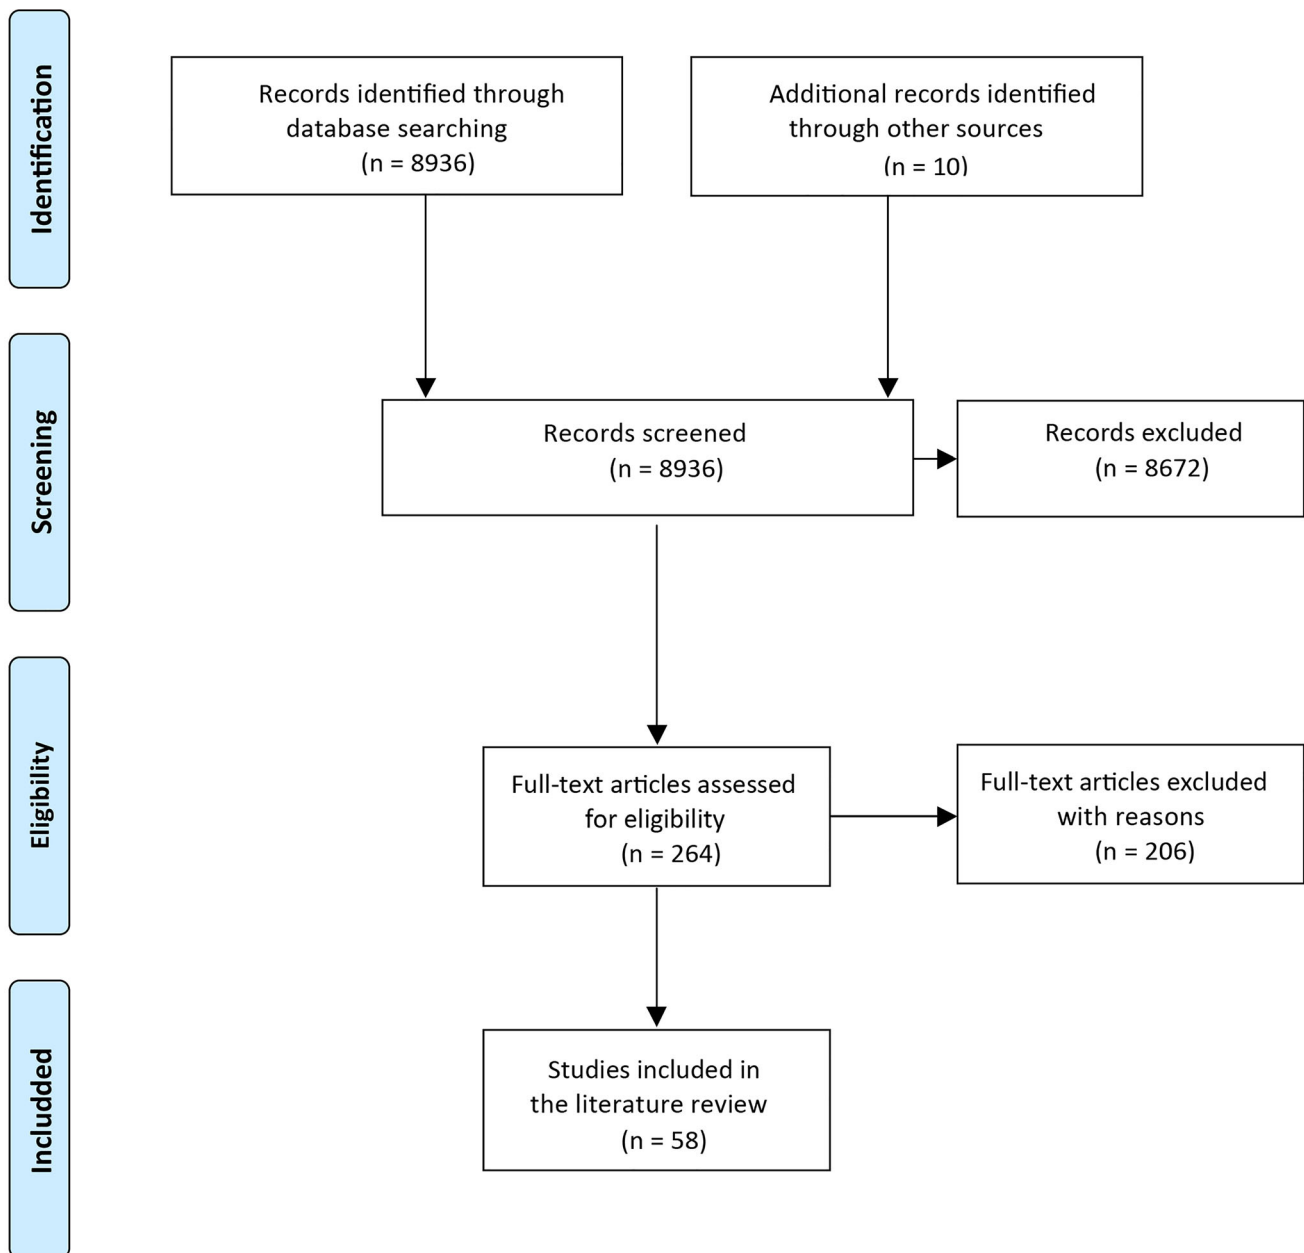 Identification
Records identified through
database searching
(n = 8936)
Additional records identified
through other sources
(n = 10)
Screening
Records screened
(n = 8936)
Records excluded
(n = 8672)
Eligibility
Full-text articles assessed
for eligibility
(n = 264)
Full-text articles excluded
with reasons
(n = 206)
Includded
Studies included in
the literature review
(n = 58)